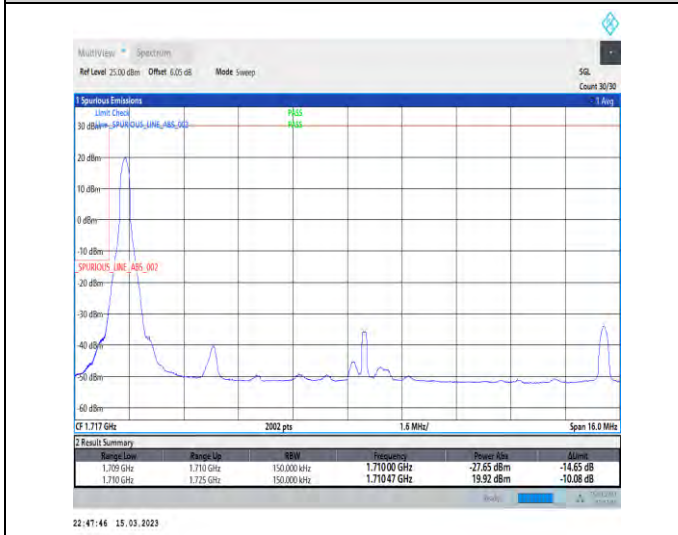 MultiView Spectrum
Ref Level 25.00 dBm Offset 6.05 dB Mode Sweep SGL
Count 30/30
1 Spurious Emissions 1 Avg
Limit Check PASS
30 dBm Line _SPURIOUS_LINE_ABS_002 PASS
20 dBm
10 dBm
0 dBm
-10 dBm
_SPURIOUS_LINE_ABS_002
-20 dBm
-30 dBm
-40 dBm
-50 dBm
-60 dBm
CF 1.717 GHz 2002 pts 1.6 MHz/ Span 16.0 MHz
2 Result Summary
Range Low Range Up RBW Frequency Power Abs ΔLimit
1.709 GHz 1.710 GHz 150.000 kHz 1.71000 GHz -27.65 dBm -14.65 dB
1.710 GHz 1.725 GHz 150.000 kHz 1.71047 GHz 19.92 dBm -10.08 dB
22:47:46 15.03.2023